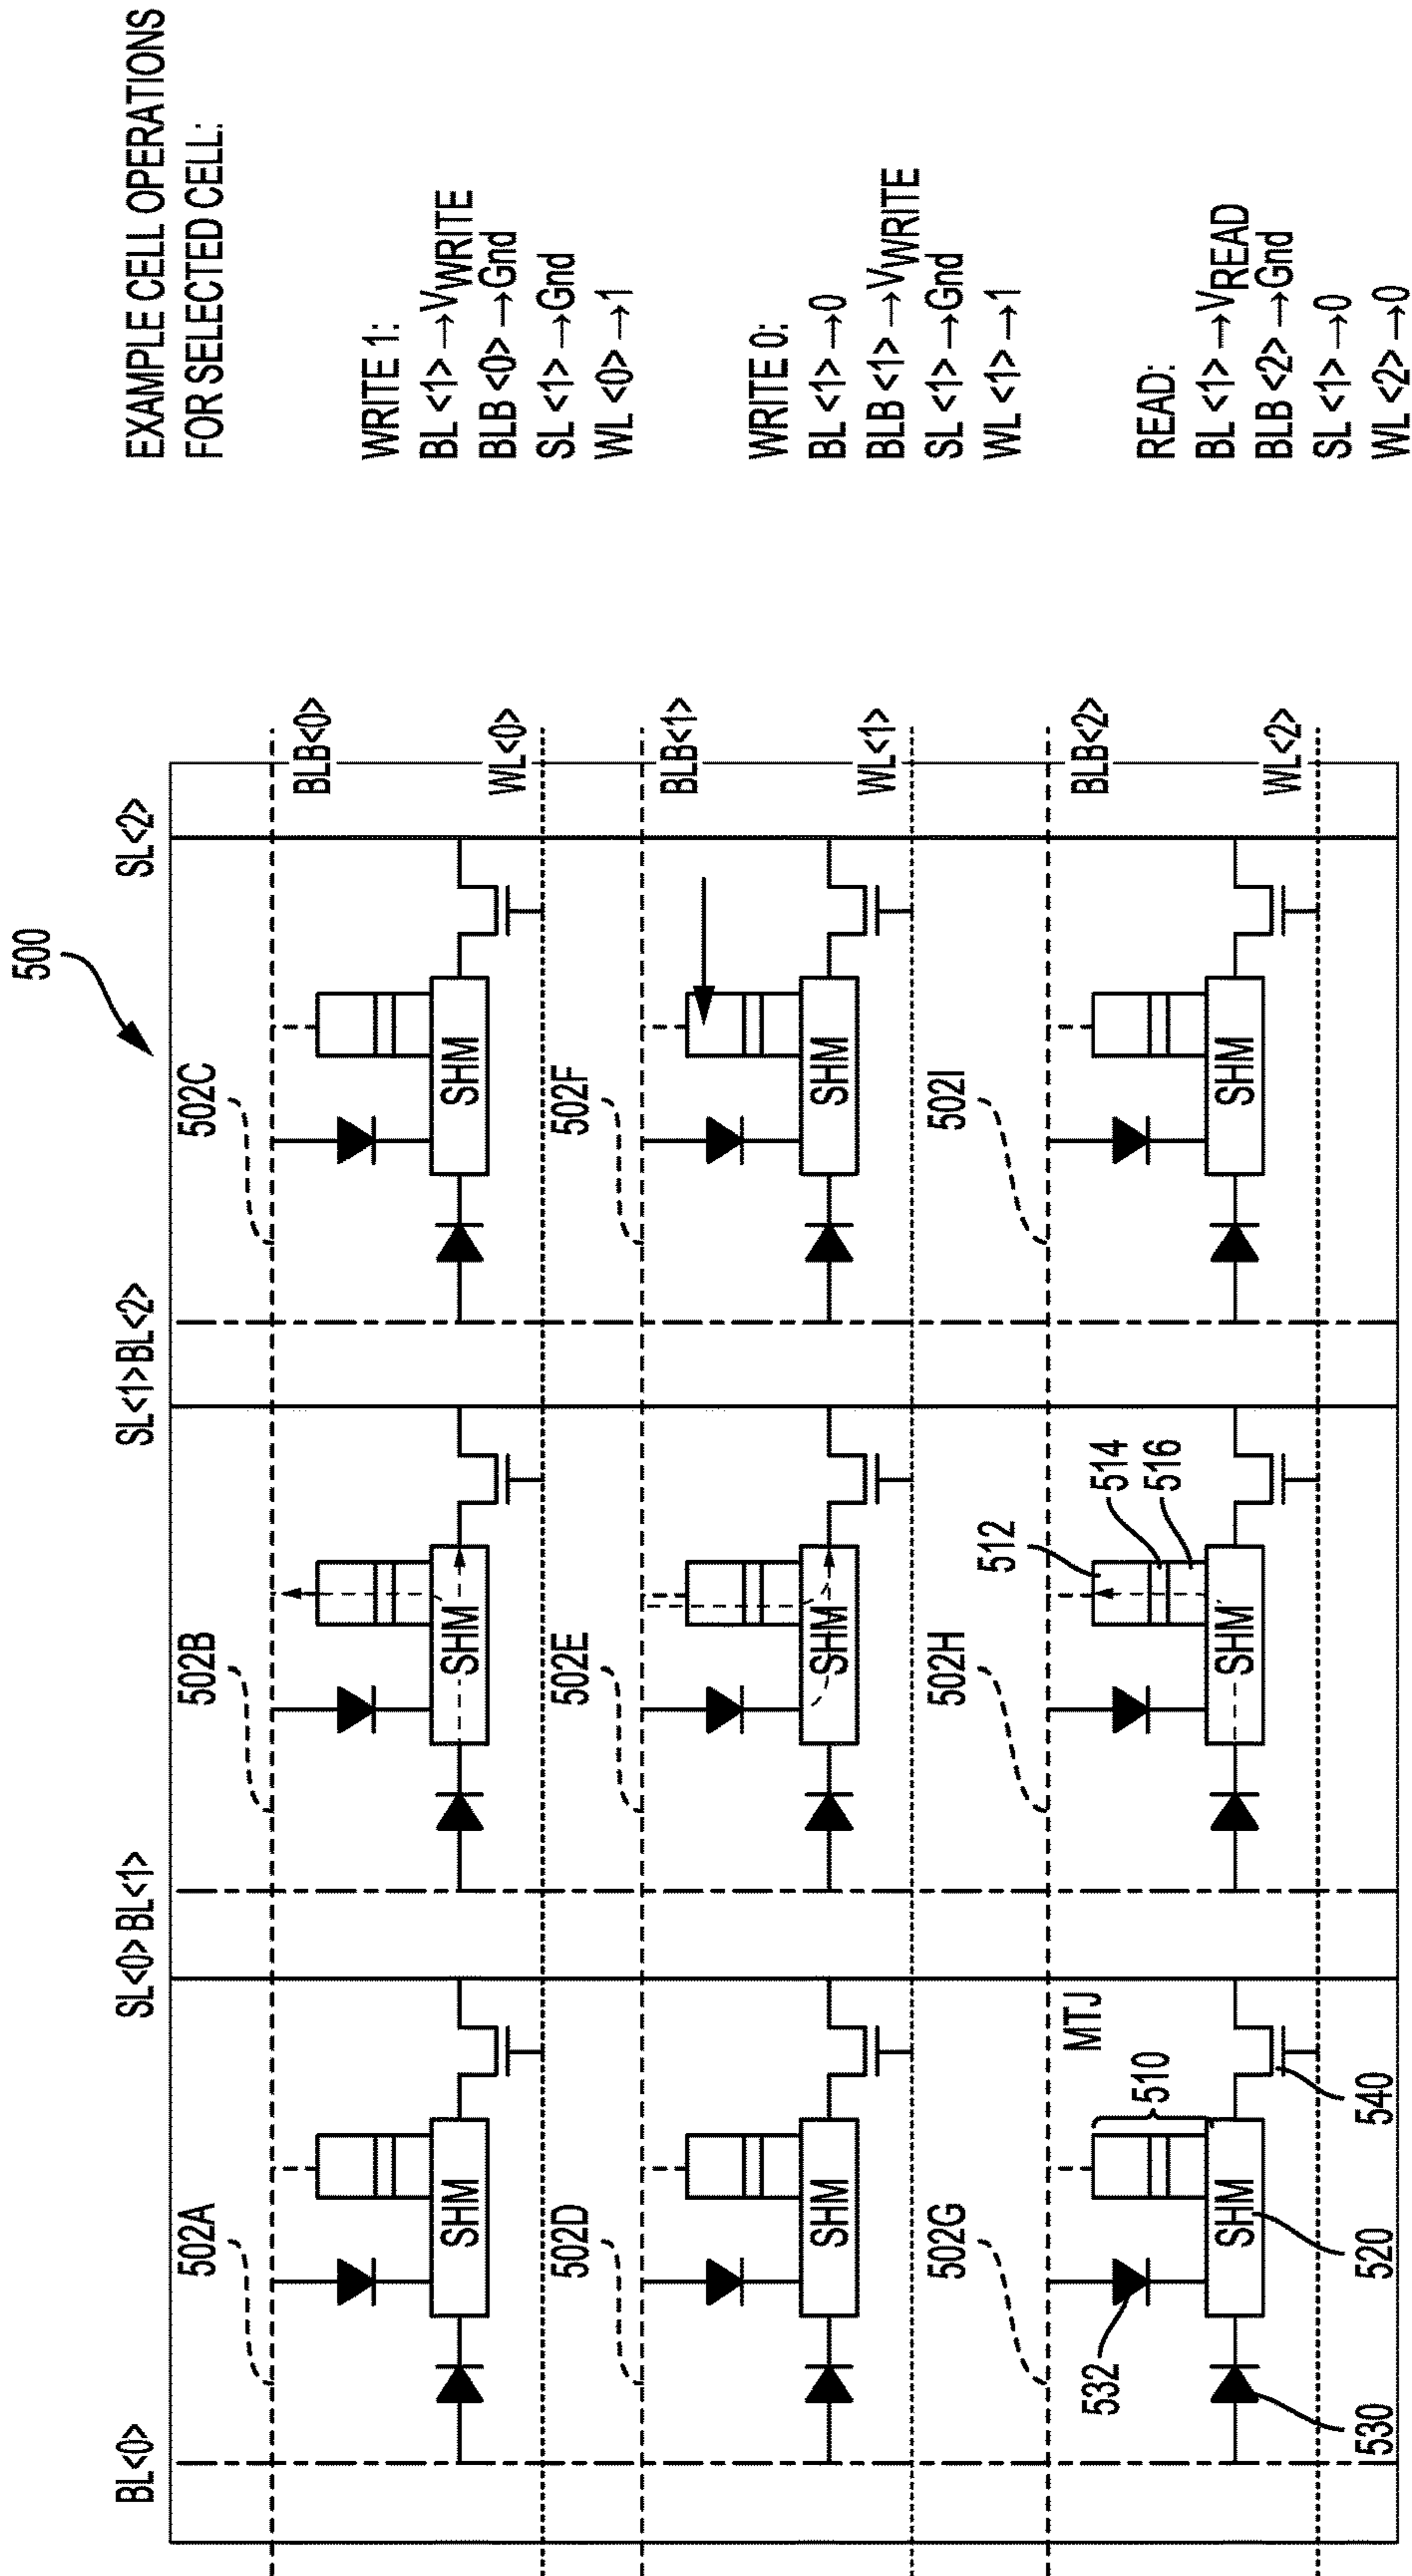 500
BL<0>
SL<0> BL<1>
SL<1> BL<2>
SL<2>
502A
502B
502C
BLB<0>
SHM
SHM
SHM
WL<0>
502D
502E
502F
BLB<1>
SHM
SHM
SHM
WL<1>
502G
502H
502I
MTJ
512
514
516
BLB<2>
510
532
SHM
SHM
SHM
WL<2>
530
520
540
EXAMPLE CELL OPERATIONS
FOR SELECTED CELL:
WRITE 1:
BL <1> → VWRITE
BLB <0> → Gnd
SL <1> → Gnd
WL <0> → 1
WRITE 0:
BL <1> → 0
BLB <1> → VWRITE
SL <1> → Gnd
WL <1> → 1
READ:
BL <1> → VREAD
BLB <2> → Gnd
SL <1> → 0
WL <2> → 0